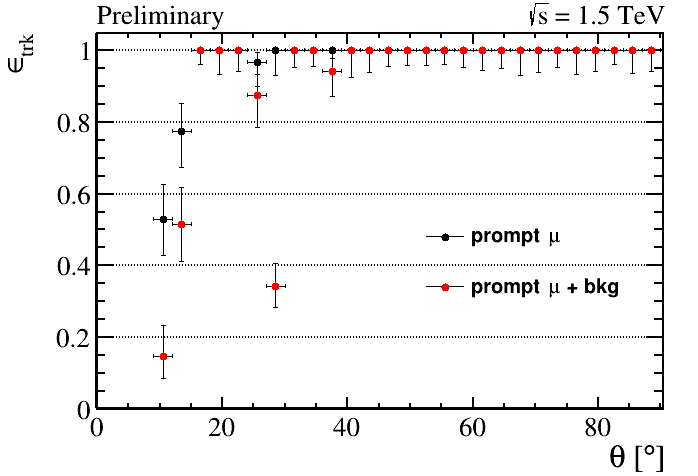 Preliminary
√s = 1.5 TeV
ϵtrk
1
0.8
0.6
0.4
0.2
0
prompt μ
prompt μ + bkg
0 20 40 60 80
θ [°]